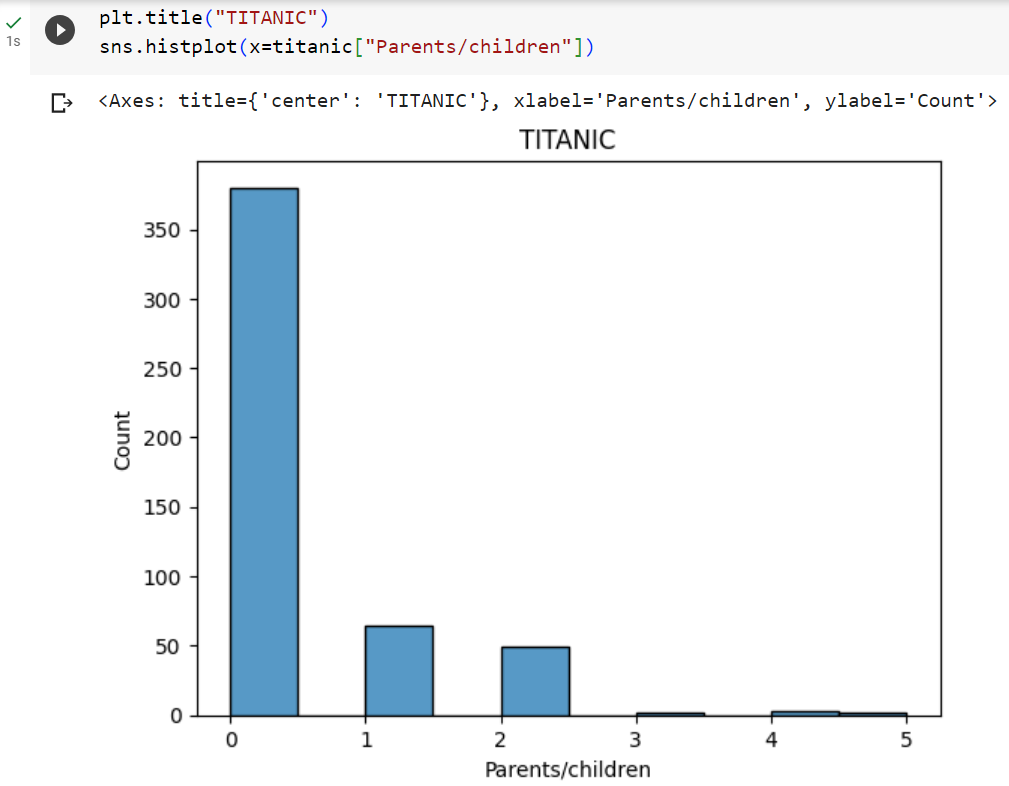 plt.title("TITANIC")
1s
sns.histplot(x=titanic["Parents/children"])
<Axes: title={'center': 'TITANIC'}, xlabel='Parents/children', ylabel='Count'>
TITANIC
350
300
250
200
150
100
50
0
Count
0 1 2 3 4 5
Parents/children